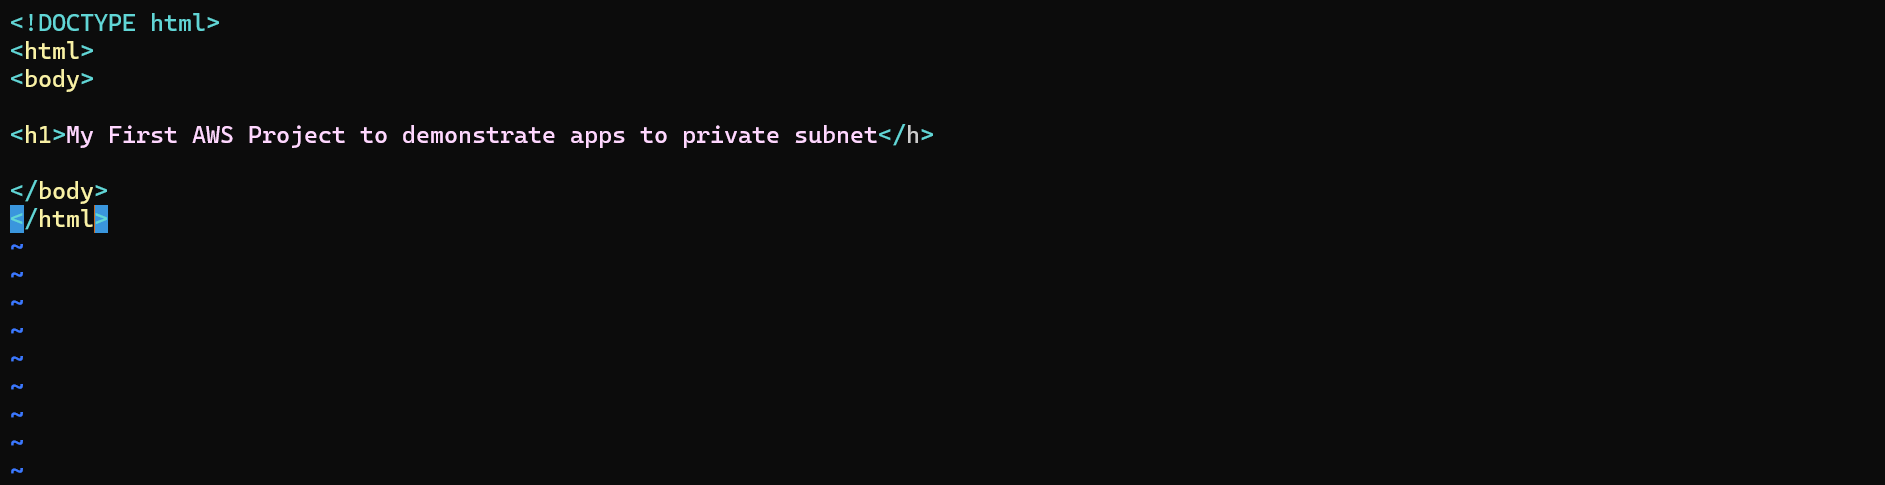 <!DOCTYPE html>
<html>
<body>
<h1>My First AWS Project to demonstrate apps to private subnet</h>
</body>
</html>
~
~
~
~
~
~
~
~
~